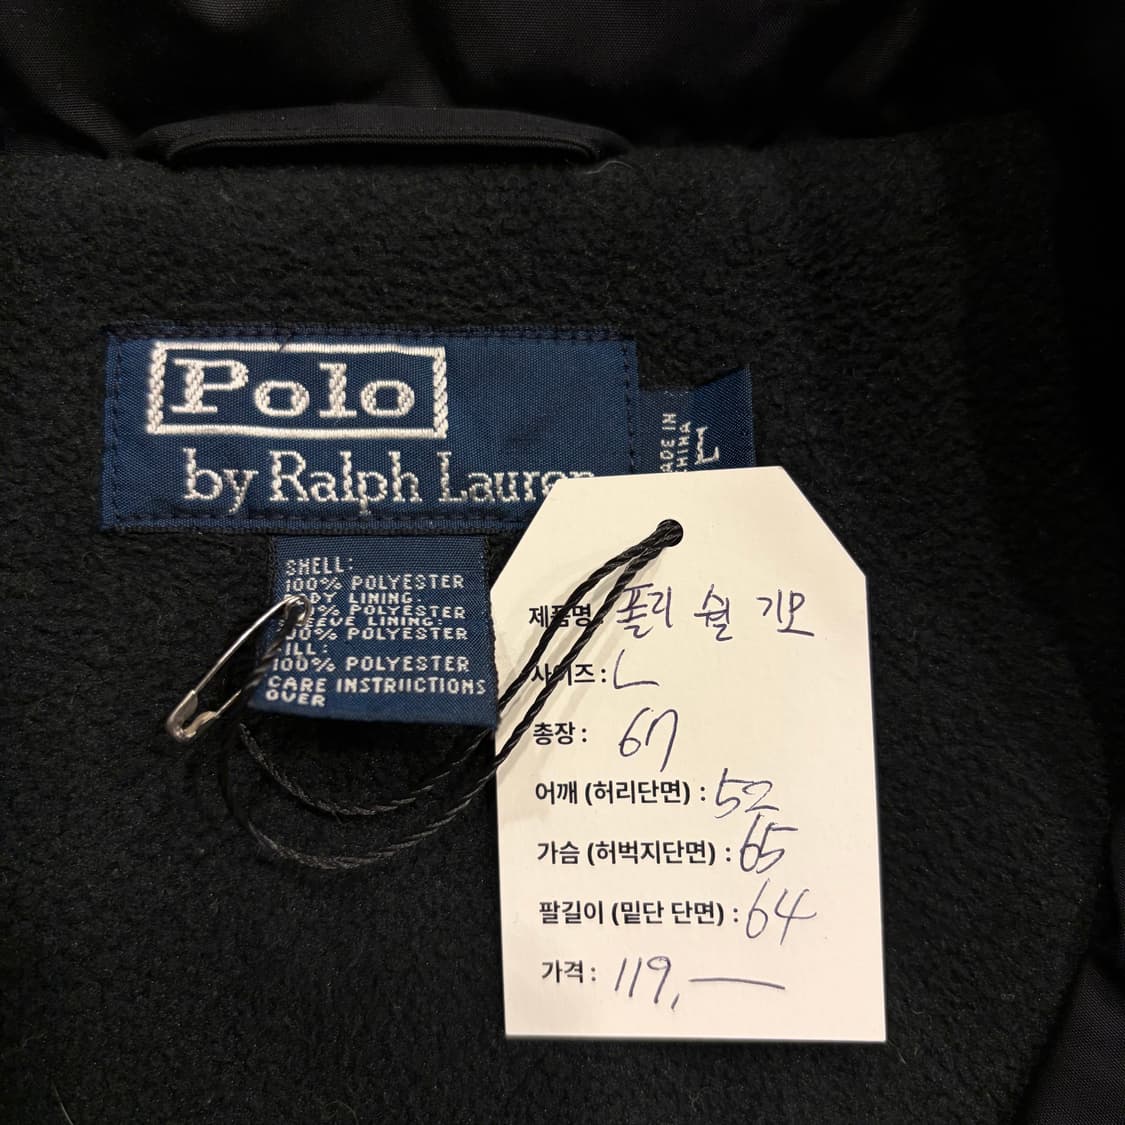 Polo
by Ralph Lauren
MADE IN
CHINA
L
SHELL:
100% POLYESTER
BODY LINING:
100% POLYESTER
SLEEVE LINING:
100% POLYESTER
FILL:
100% POLYESTER
CARE INSTRUCTIONS
OVER
제품명: 폴리 쉘 기모
사이즈: L
총장: 67
어깨 (허리단면) : 52
가슴 (허벅지단면) : 65
팔길이 (밑단 단면) : 64
가격: 119,—